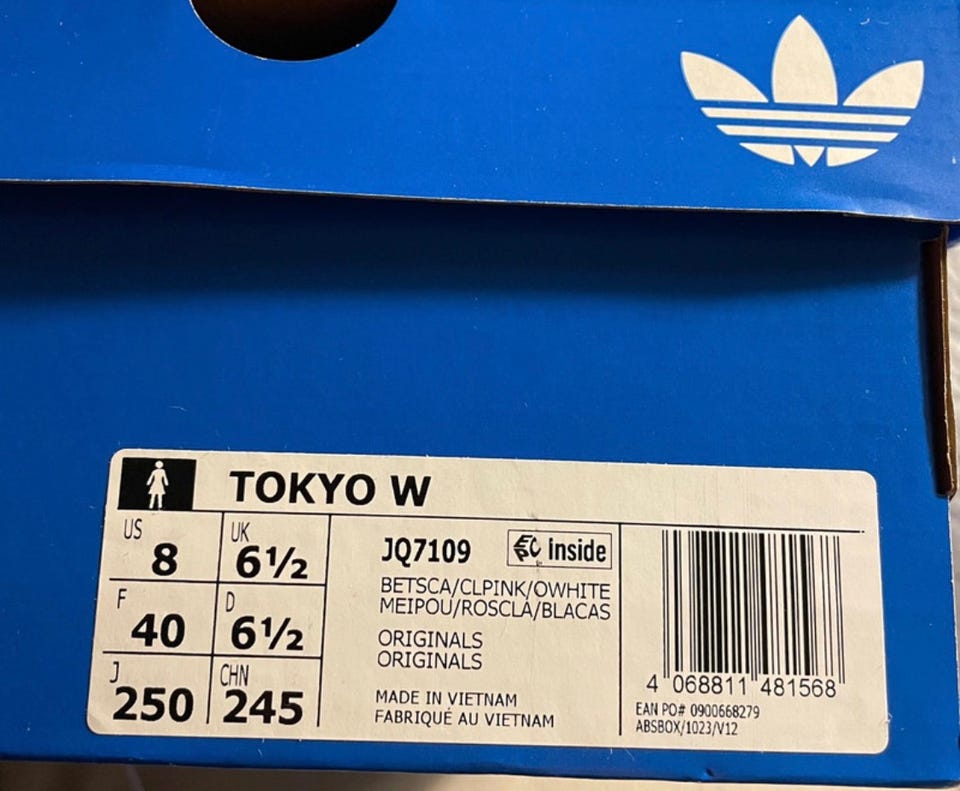 TOKYO W
US 8 UK 6½
F 40 D 6½
J 250 CHN 245
JQ7109 inside
BETSCA/CLPINK/OWHITE
MEIPOU/ROSCLA/BLACAS
ORIGINALS
ORIGINALS
MADE IN VIETNAM
FABRIQUÉ AU VIETNAM
4 068811 481568
EAN PO# 0900668279
ABSBOX/1023/V12